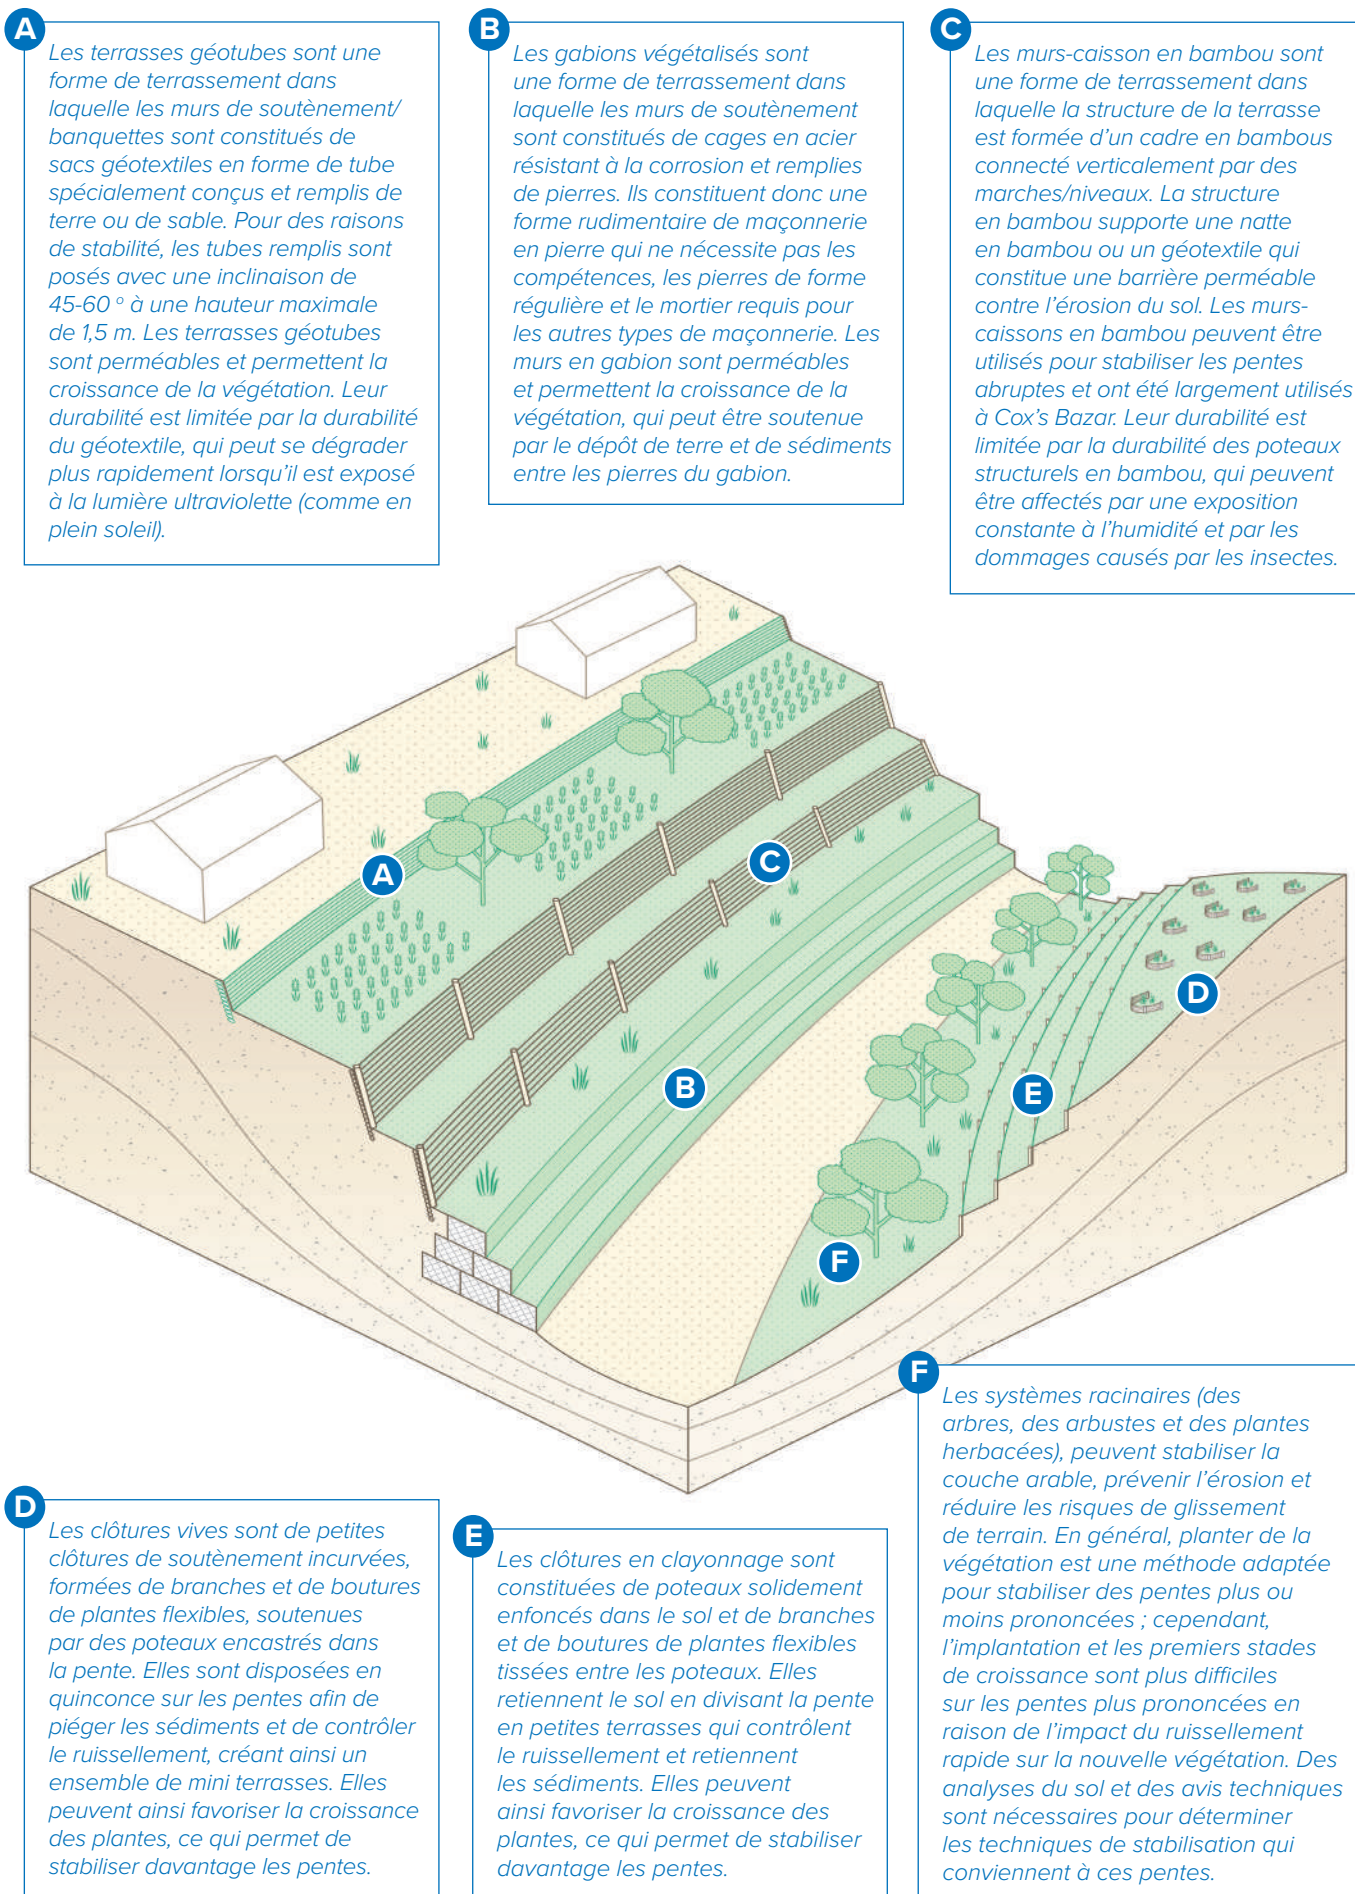 A
Les terrasses géotubes sont une
forme de terrassement dans
laquelle les murs de soutènement/
banquettes sont constitués de
sacs géotextiles en forme de tube
spécialement conçus et remplis de
terre ou de sable. Pour des raisons
de stabilité, les tubes remplis sont
posés avec une inclinaison de
45-60 ° à une hauteur maximale
de 1,5 m. Les terrasses géotubes
sont perméables et permettent la
croissance de la végétation. Leur
durabilité est limitée par la durabilité
du géotextile, qui peut se dégrader
plus rapidement lorsqu'il est exposé
à la lumière ultraviolette (comme en
plein soleil).
B
Les gabions végétalisés sont
une forme de terrassement dans
laquelle les murs de soutènement
sont constitués de cages en acier
résistant à la corrosion et remplies
de pierres. Ils constituent donc une
forme rudimentaire de maçonnerie
en pierre qui ne nécessite pas les
compétences, les pierres de forme
régulière et le mortier requis pour
les autres types de maçonnerie. Les
murs en gabion sont perméables
et permettent la croissance de la
végétation, qui peut être soutenue
par le dépôt de terre et de sédiments
entre les pierres du gabion.
C
Les murs-caisson en bambou sont
une forme de terrassement dans
laquelle la structure de la terrasse
est formée d'un cadre en bambous
connecté verticalement par des
marches/niveaux. La structure
en bambou supporte une natte
en bambou ou un géotextile qui
constitue une barrière perméable
contre l'érosion du sol. Les murs-
caissons en bambou peuvent être
utilisés pour stabiliser les pentes
abruptes et ont été largement utilisés
à Cox's Bazar. Leur durabilité est
limitée par la durabilité des poteaux
structurels en bambou, qui peuvent
être affectés par une exposition
constante à l'humidité et par les
dommages causés par les insectes.
A
C
D
B
E
F
D
Les clôtures vives sont de petites
clôtures de soutènement incurvées,
formées de branches et de boutures
de plantes flexibles, soutenues
par des poteaux encastrés dans
la pente. Elles sont disposées en
quinconce sur les pentes afin de
piéger les sédiments et de contrôler
le ruissellement, créant ainsi un
ensemble de mini terrasses. Elles
peuvent ainsi favoriser la croissance
des plantes, ce qui permet de
stabiliser davantage les pentes.
E
Les clôtures en clayonnage sont
constituées de poteaux solidement
enfoncés dans le sol et de branches
et de boutures de plantes flexibles
tissées entre les poteaux. Elles
retiennent le sol en divisant la pente
en petites terrasses qui contrôlent
le ruissellement et retiennent
les sédiments. Elles peuvent
ainsi favoriser la croissance des
plantes, ce qui permet de stabiliser
davantage les pentes.
F
Les systèmes racinaires (des
arbres, des arbustes et des plantes
herbacées), peuvent stabiliser la
couche arable, prévenir l'érosion et
réduire les risques de glissement
de terrain. En général, planter de la
végétation est une méthode adaptée
pour stabiliser des pentes plus ou
moins prononcées ; cependant,
l'implantation et les premiers stades
de croissance sont plus difficiles
sur les pentes plus prononcées en
raison de l'impact du ruissellement
rapide sur la nouvelle végétation. Des
analyses du sol et des avis techniques
sont nécessaires pour déterminer
les techniques de stabilisation qui
conviennent à ces pentes.